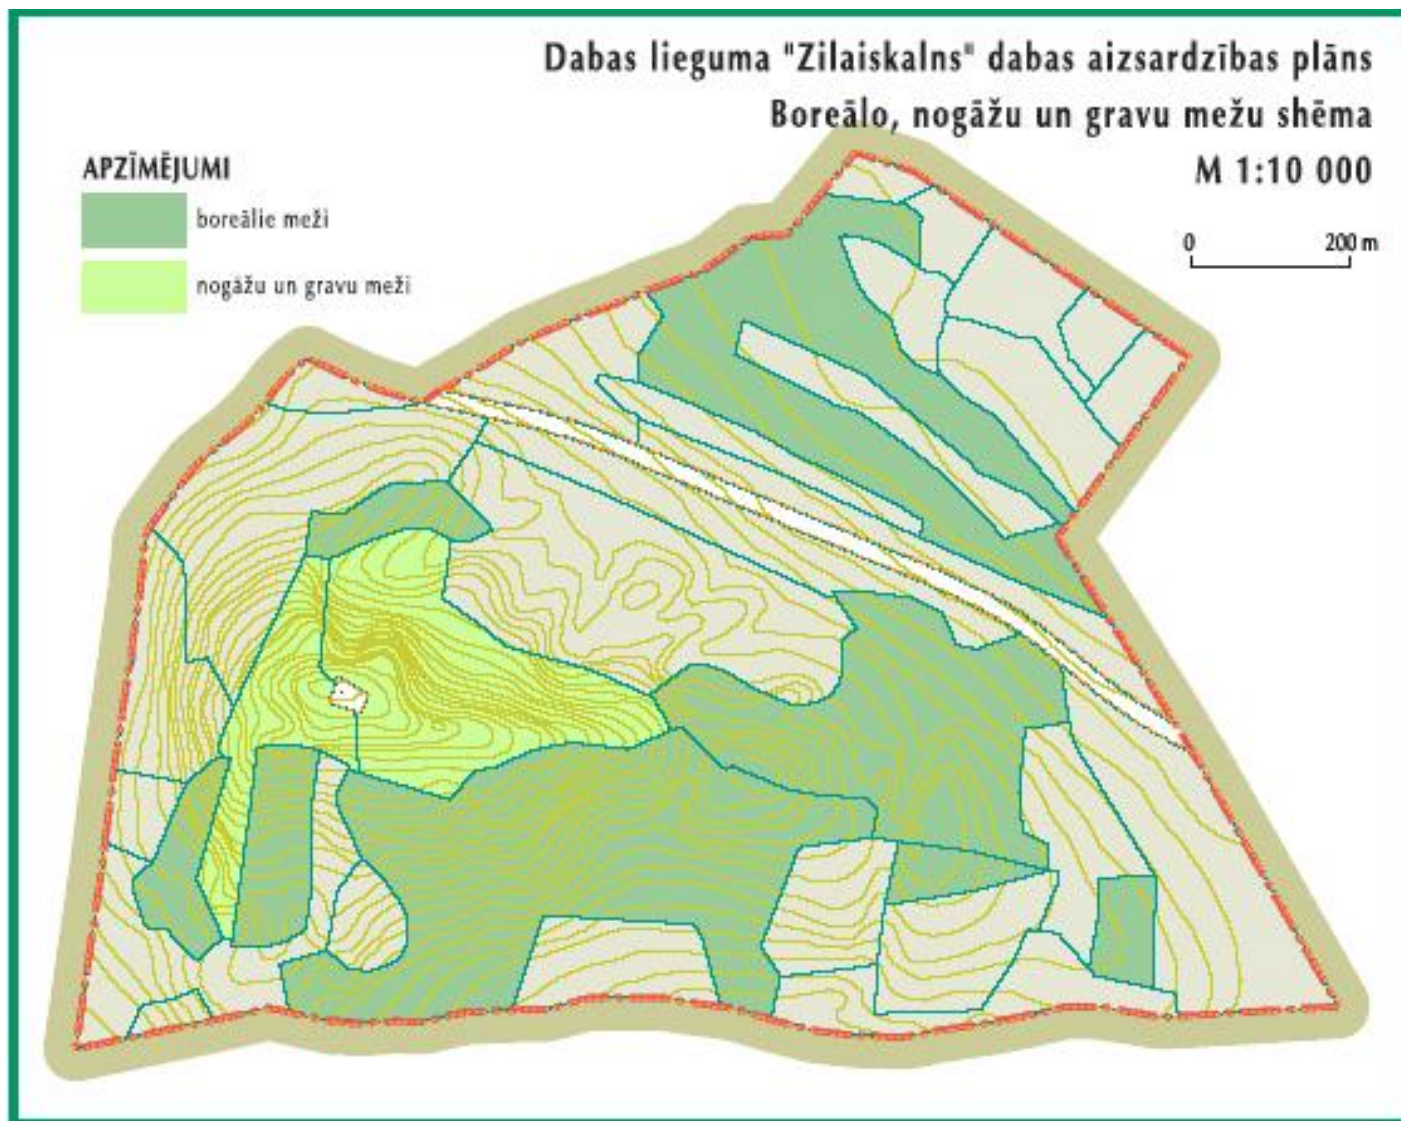 Dabas lieguma "Zilaiskalns" dabas aizsardzības plāns
Boreālo, nogāžu un gravu mežu shēma
M 1:10 000
APZĪMĒJUMI
boreālie meži
nogāžu un gravu meži
0 200 m